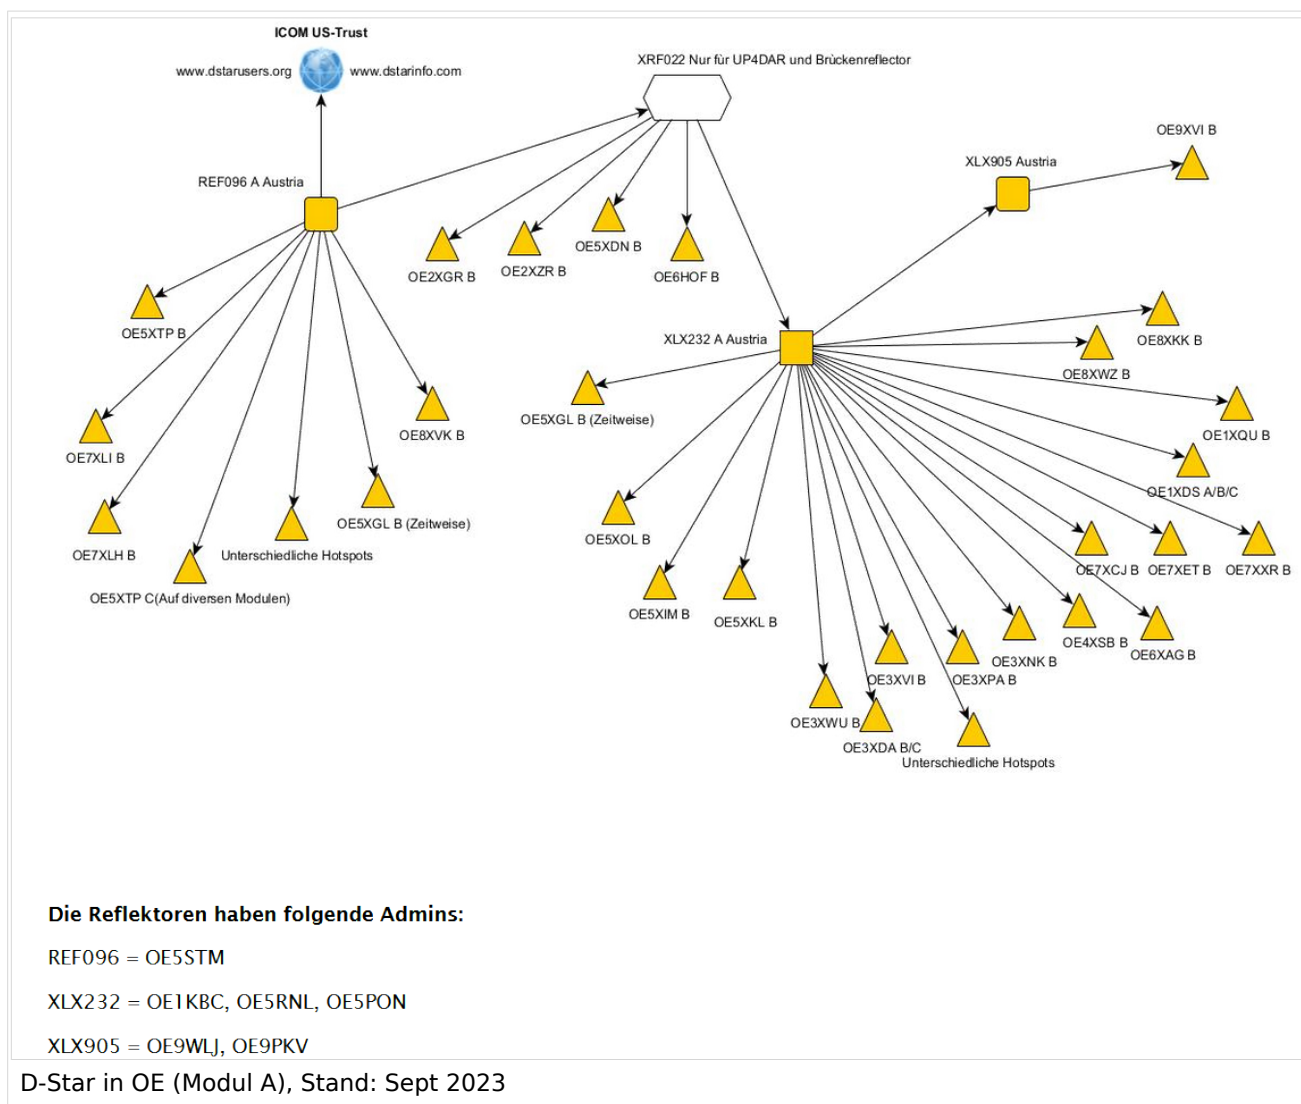 ICOM US-Trust
www.dstarusers.org
www.dstarinfo.com
XRF022 Nur für UP4DAR und Brückenreflector
OE9XVI B
XLX905 Austria
REF096 A Austria
OE5XDN B
OE2XZR B
OE2XGR B
OE6HOF B
OE5XTP B
XLX232 A Austria
OE8XKK B
OE8XWZ B
OE5XGL B (Zeitweise)
OE8XVK B
OE1XQU B
OE7XLI B
OE1XDS A/B/C
OE5XGL B (Zeitweise)
OE5XOL B
OE7XLH B
Unterschiedliche Hotspots
OE7XCJ B
OE7XET B
OE7XXR B
OE5XTP C(Auf diversen Modulen)
OE5XIM B
OE5XKL B
OE4XSB B
OE6XAG B
OE3XNK B
OE3XVI B
OE3XPA B
OE3XWU B
OE3XDA B/C
Unterschiedliche Hotspots
Die Reflektoren haben folgende Admins:
REF096 = OE5STM
XLX232 = OE1KBC, OE5RNL, OE5PON
XLX905 = OE9WLJ, OE9PKV
D-Star in OE (Modul A), Stand: Sept 2023